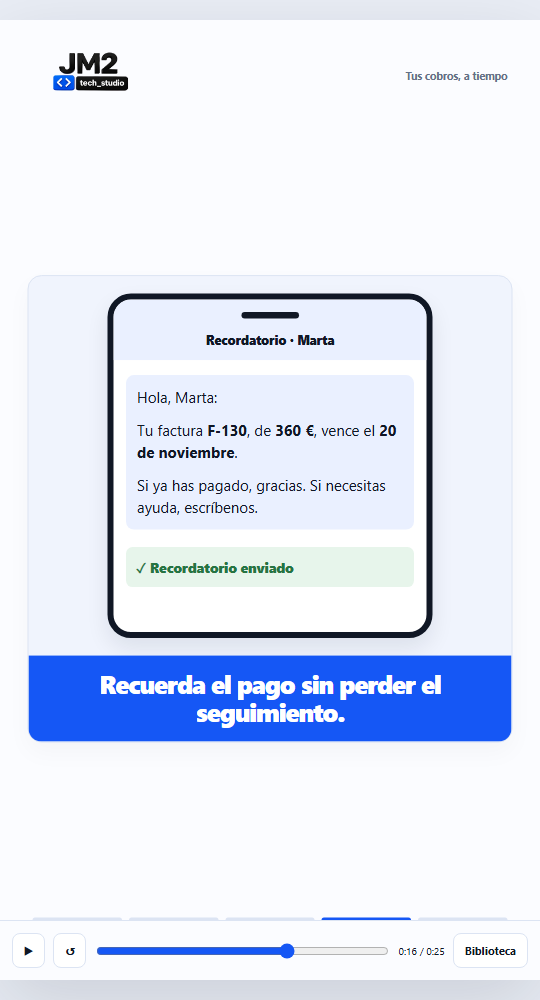 JM2
<> tech_studio
Tus cobros, a tiempo
Recordatorio · Marta
Hola, Marta:
Tu factura F-130, de 360 €, vence el 20
de noviembre.
Si ya has pagado, gracias. Si necesitas
ayuda, escríbenos.
✓ Recordatorio enviado
Recuerda el pago sin perder el
seguimiento.
0:16 / 0:25
Biblioteca